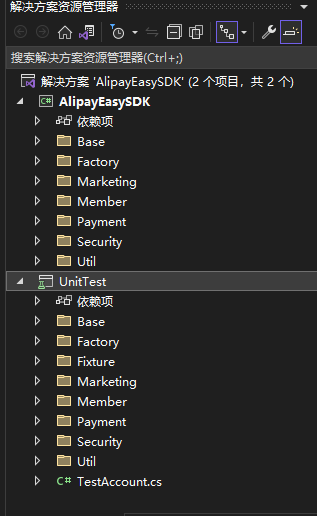 解决方案资源管理器
搜索解决方案资源管理器(Ctrl+;)
解决方案 'AlipayEasySDK' (2 个项目，共 2 个)
C# AlipayEasySDK
依赖项
Base
Factory
Marketing
Member
Payment
Security
Util
UnitTest
依赖项
Base
Factory
Fixture
Marketing
Member
Payment
Security
Util
C# TestAccount.cs